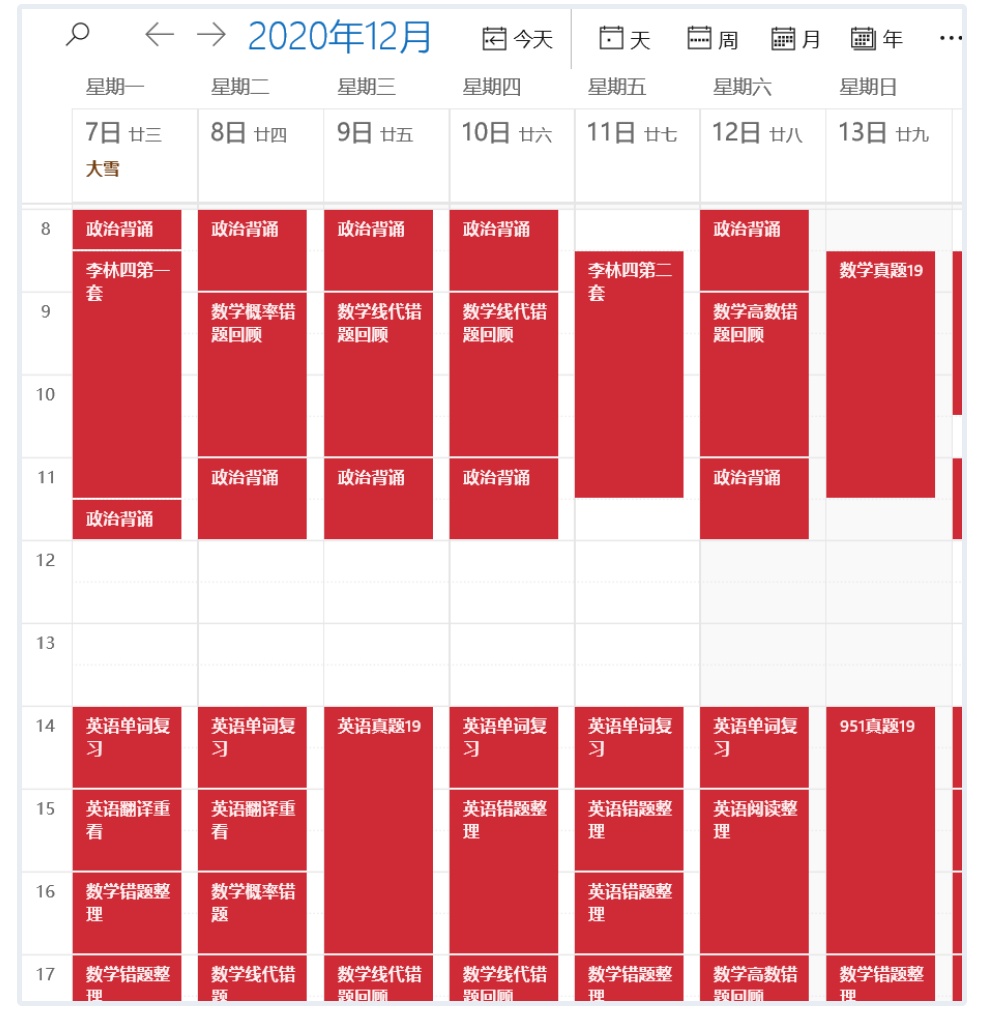 2020年12月 今天 天 周 月 年 ...
星期一 星期二 星期三 星期四 星期五 星期六 星期日
7日 廿三 8日 廿四 9日 廿五 10日 廿六 11日 廿七 12日 廿八 13日 廿九
大雪
8 政治背诵 政治背诵 政治背诵 政治背诵 政治背诵
李林四第一 李林四第二 数学真题19
套 套
9 数学概率错 数学线代错 数学线代错 数学高数错
题回顾 题回顾 题回顾 题回顾
10
11 政治背诵 政治背诵 政治背诵 政治背诵
政治背诵
12
13
14 英语单词复 英语单词复 英语真题19 英语单词复 英语单词复 英语单词复 951真题19
习 习 习 习 习
15 英语翻译重 英语翻译重 英语错题整 英语错题整 英语阅读整
看 看 理 理 理
16 数学错题整 数学概率错 英语错题整
理 题 理
17 数学错题整 数学线代错 数学线代错 数学线代错 数学错题整 数学高数错 数学错题整
理 题 题回顾 题回顾 理 题回顾 理